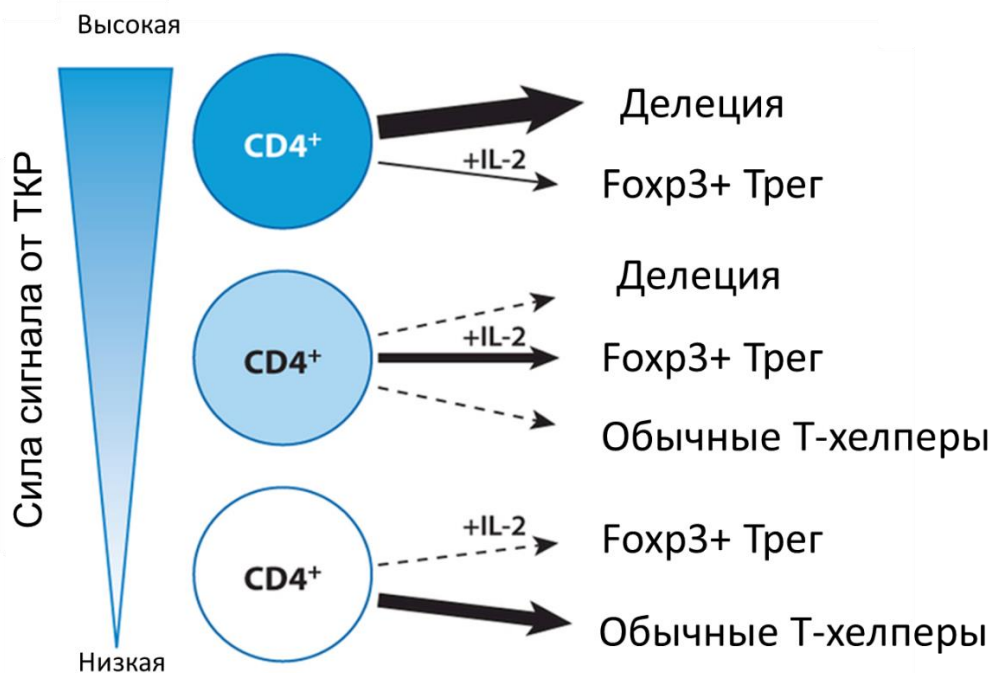 Высокая
Сила сигнала от ТКР
CD4⁺
Делеция
+IL-2
Foxp3+ Трег
CD4⁺
Делеция
+IL-2
Foxp3+ Трег
Обычные Т-хелперы
CD4⁺
+IL-2
Foxp3+ Трег
Обычные Т-хелперы
Низкая